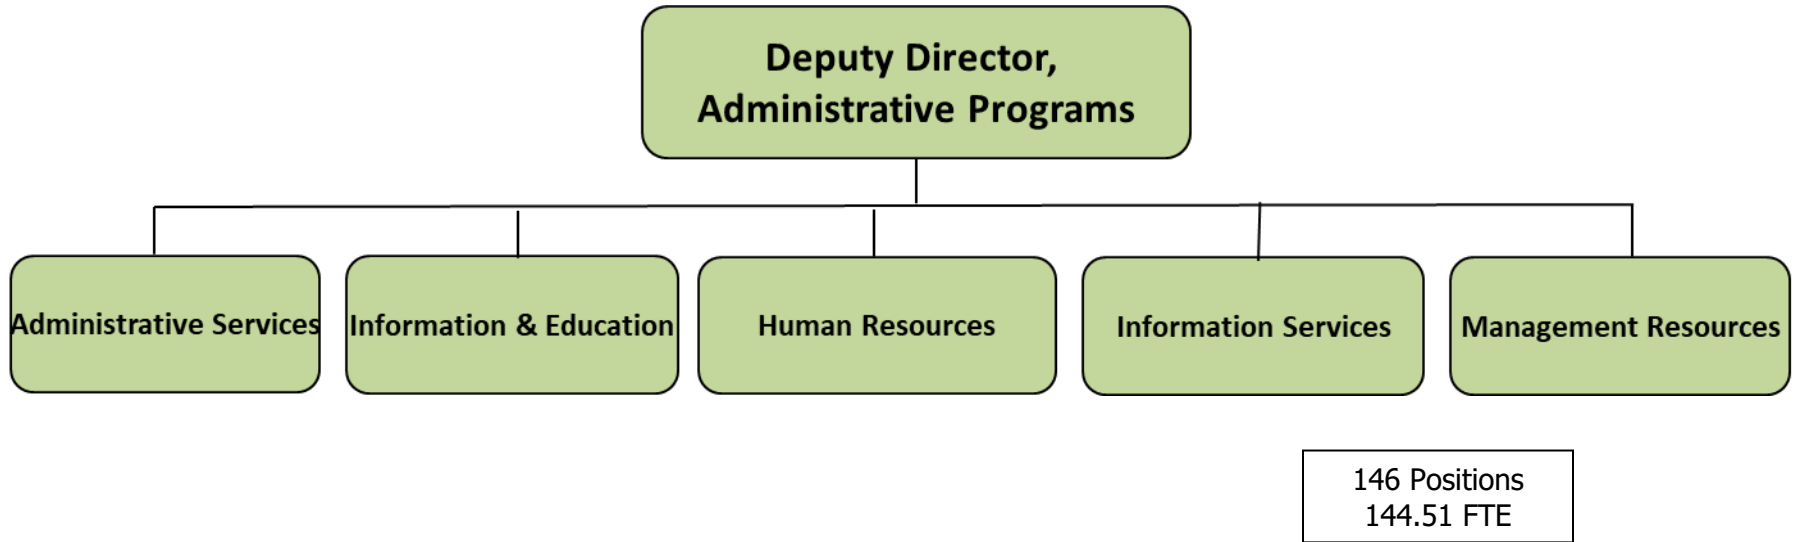 Deputy Director,
Administrative Programs
Administrative Services
Information & Education
Human Resources
Information Services
Management Resources
146 Positions
144.51 FTE